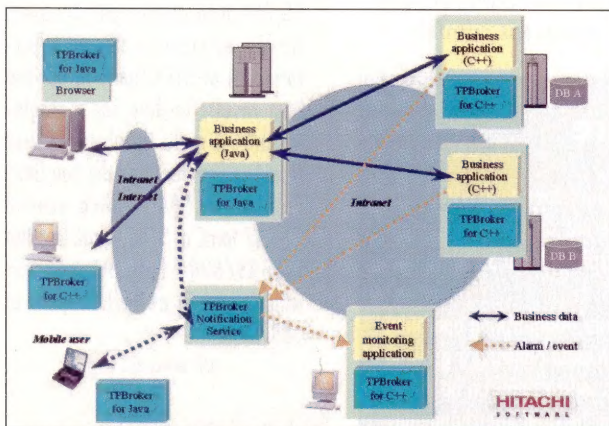 TPBroker
for Java
Browser
Business
application
(C++)
TPBroker
for C++
DB A
Business
application
(Java)
TPBroker
for Java
Intranet
Internet
Intranet
Business
application
(C++)
TPBroker
for C++
DB B
TPBroker
for C++
TPBroker
Notification
Service
Event
monitoring
application
TPBroker
for C++
Business data
Alarm / event
Mobile user
TPBroker
for Java
HITACHI
SOFTWARE